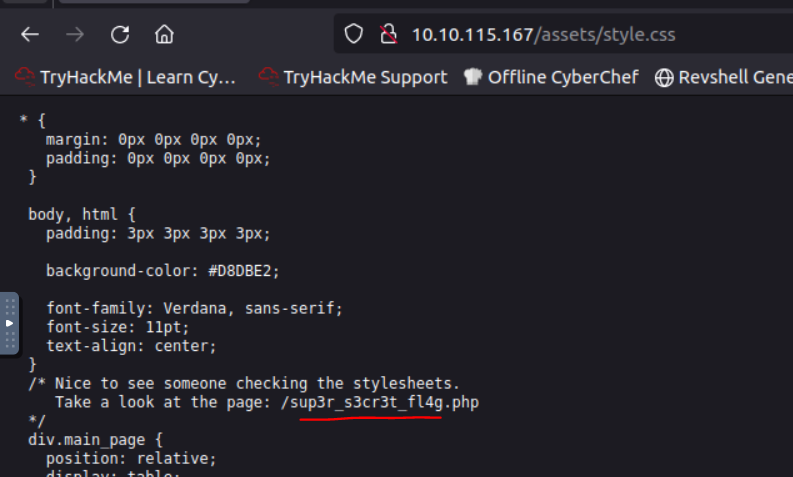 10.10.115.167/assets/style.css
TryHackMe | Learn Cy... TryHackMe Support Offline CyberChef Revshell Gene
* {
margin: 0px 0px 0px 0px;
padding: 0px 0px 0px 0px;
}
body, html {
padding: 3px 3px 3px 3px;
background-color: #D8DBE2;
font-family: Verdana, sans-serif;
font-size: 11pt;
text-align: center;
}
/* Nice to see someone checking the stylesheets.
Take a look at the page: /sup3r_s3cr3t_fl4g.php
*/
div.main_page {
position: relative;
display: table;